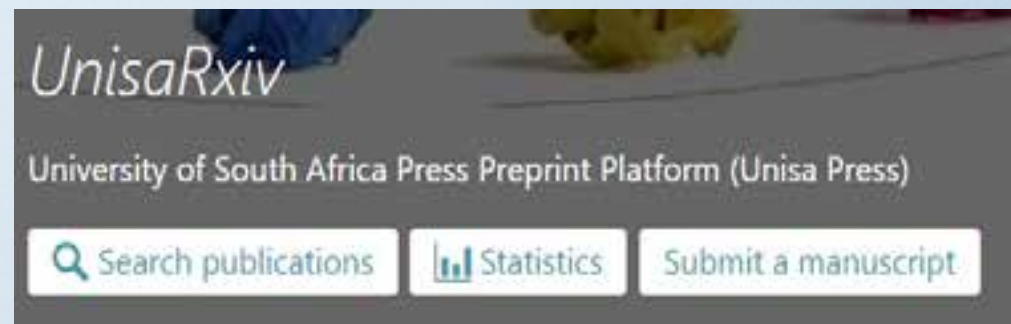 UnisaRxiv
University of South Africa Press Preprint Platform (Unisa Press)
Search publications Statistics Submit a manuscript